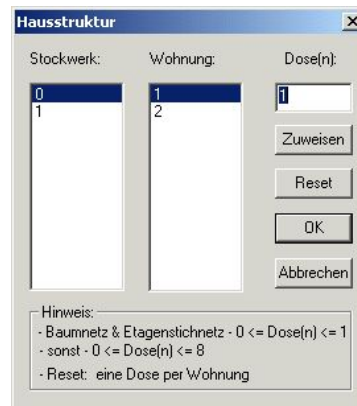 Hausstruktur
Stockwerk: Wohnung: Dose(n):
0 1 1
1 2
Zuweisen
Reset
OK
Abbrechen
Hinweis:
- Baumnetz & Etagenstichnetz - 0 <= Dose(n) <= 1
- sonst - 0 <= Dose(n) <= 8
- Reset: eine Dose per Wohnung